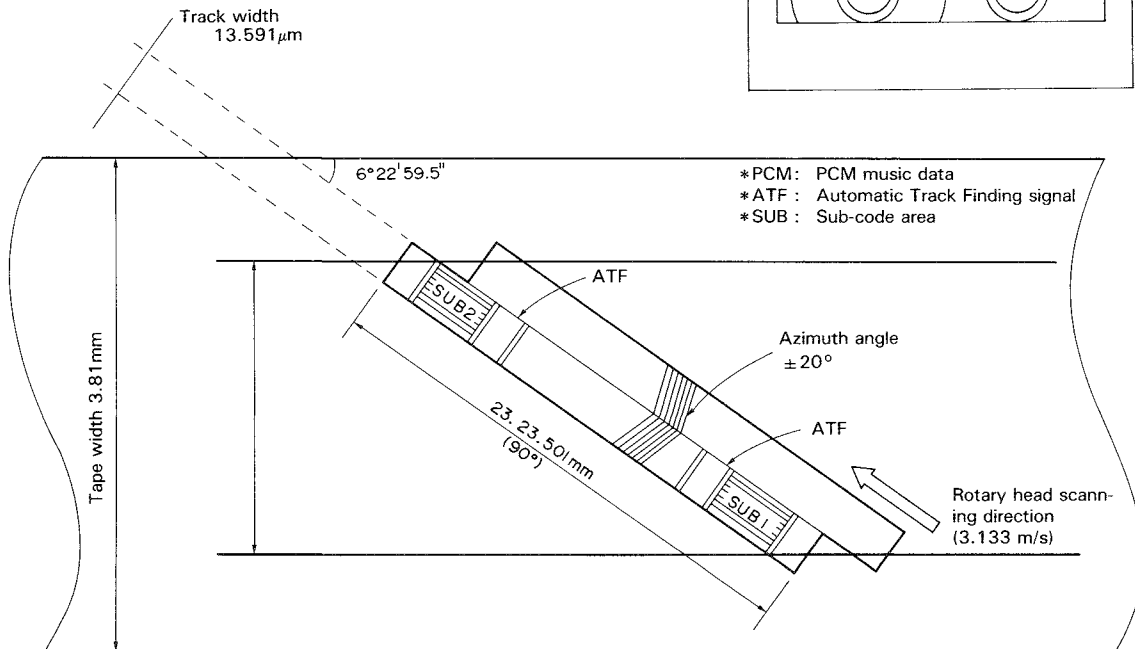 Track width
13.591μm
6°22'59.5"
*PCM: PCM music data
*ATF: Automatic Track Finding signal
*SUB: Sub-code area
ATF
SUB2
Azimuth angle
±20°
Tape width 3.81mm
23.23.501mm
(90°)
ATF
SUB1
Rotary head scann-
ing direction
(3.133 m/s)